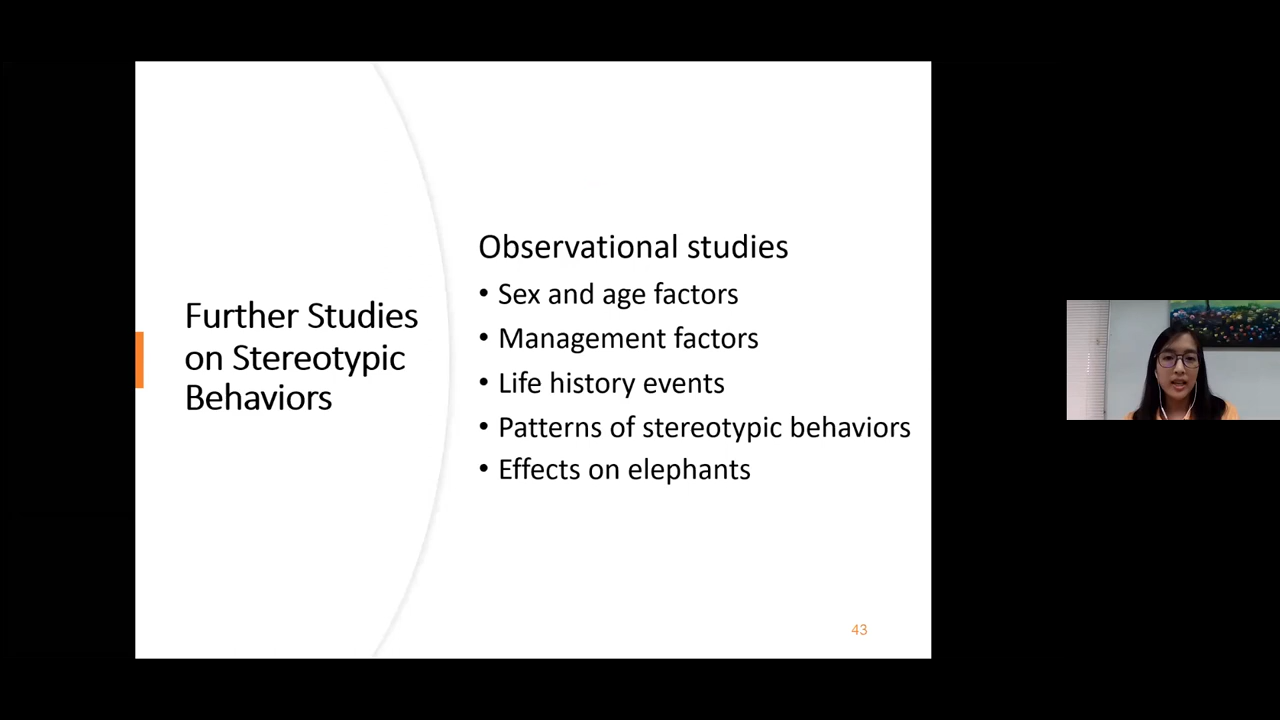 Further Studies
on Stereotypic
Behaviors
Observational studies
• Sex and age factors
• Management factors
• Life history events
• Patterns of stereotypic behaviors
• Effects on elephants
43